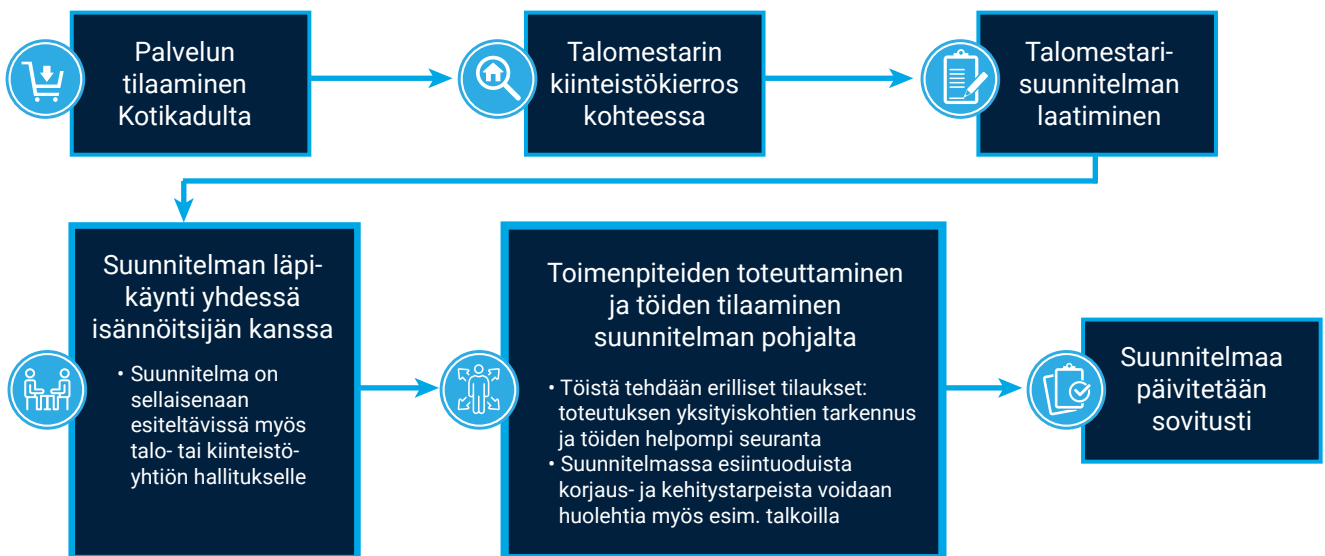 Palvelun
tilaaminen
Kotikadulta
Talomestarin
kiinteistökierros
kohteessa
Talomestari-
suunnitelman
laatiminen
Suunnitelman läpi-
käynti yhdessä
isännöitsijän kanssa
• Suunnitelma on
sellaisenaan
esiteltävissä myös
talo- tai kiinteistö-
yhtiön hallitukselle
Toimenpiteiden toteuttaminen
ja töiden tilaaminen
suunnitelman pohjalta
• Töistä tehdään erilliset tilaukset:
toteutuksen yksityiskohtien tarkennus
ja töiden helpompi seuranta
• Suunnitelmassa esiintuoduista
korjaus- ja kehitystarpeista voidaan
huolehtia myös esim. talkoilla
Suunnitelmaa
päivitetään
sovitusti